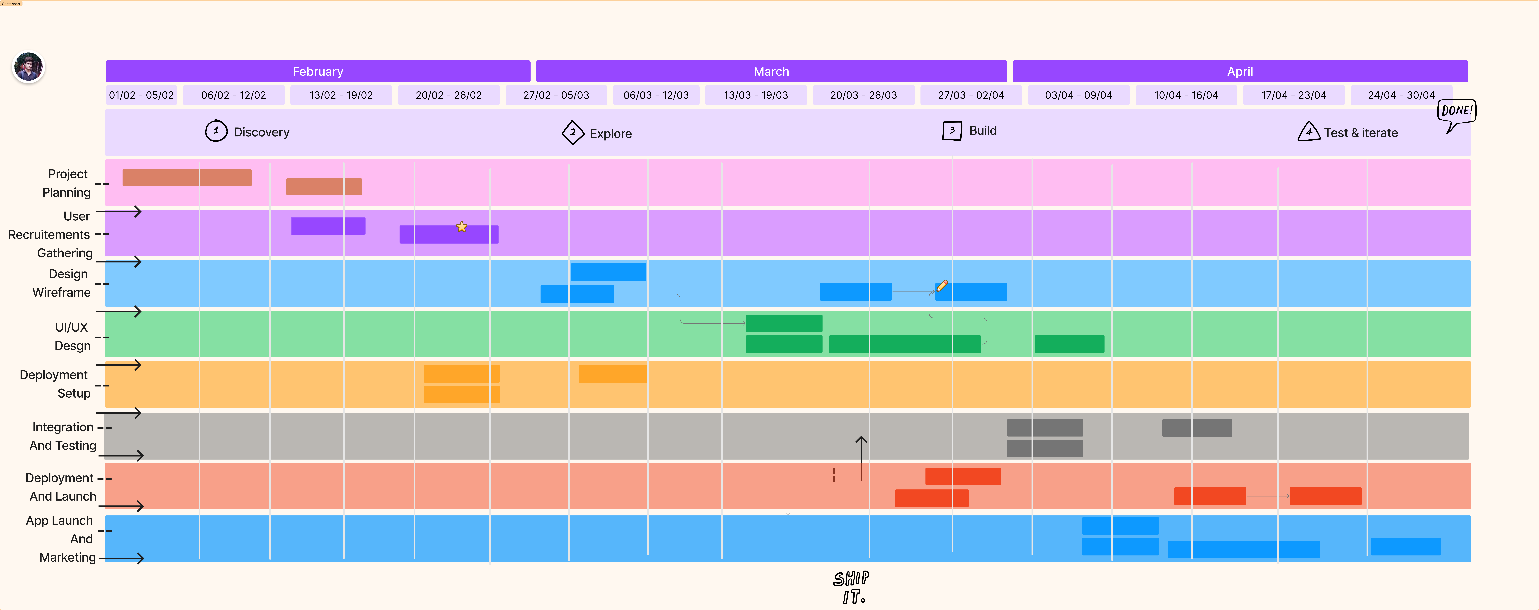 February
March
April
01/02 - 05/02
06/02 - 12/02
13/02 - 19/02
20/02 - 26/02
27/02 - 05/03
06/03 - 12/03
13/03 - 19/03
20/03 - 26/03
27/03 - 02/04
03/04 - 09/04
10/04 - 16/04
17/04 - 23/04
24/04 - 30/04
DONE!
1 Discovery
2 Explore
3 Build
4 Test & iterate
Project
Planning
User
Recruitements
Gathering
Design
Wireframe
UI/UX
Desgn
Deployment
Setup
Integration
And Testing
Deployment
And Launch
App Launch
And
Marketing
SHIP
IT.